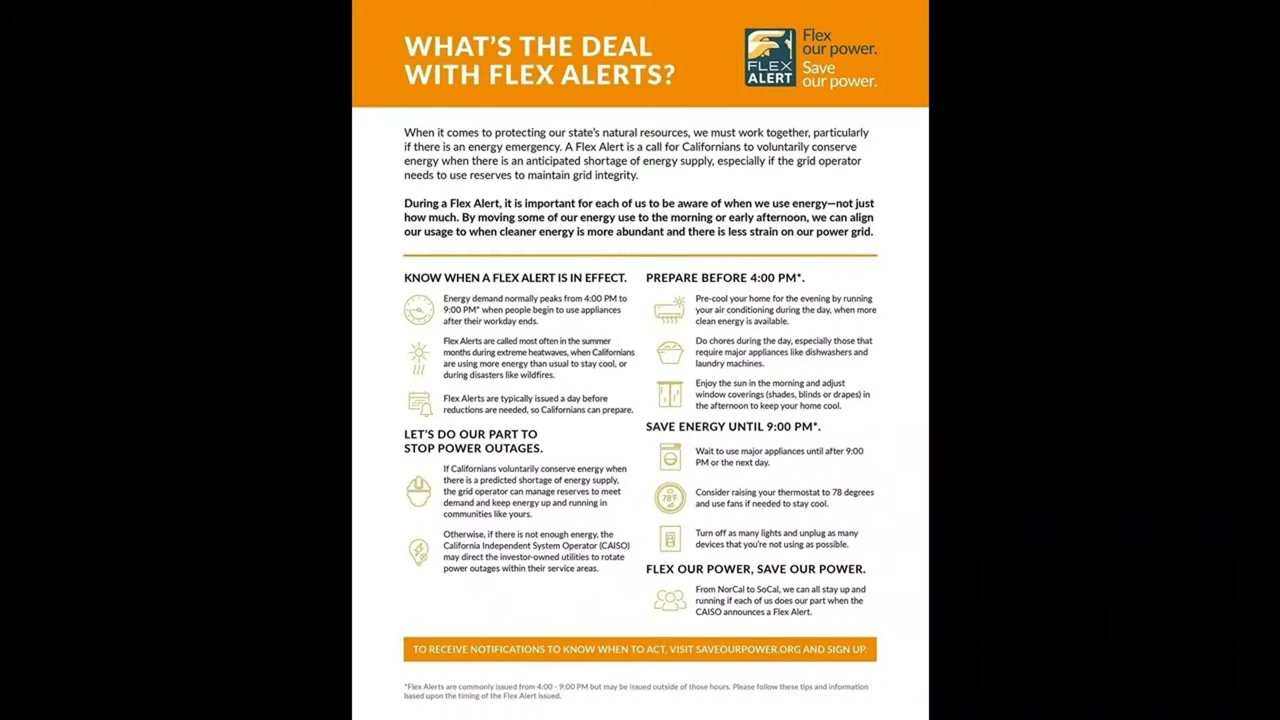 WHAT'S THE DEAL
WITH FLEX ALERTS?
FLEX
ALERT
Flex
our power.
Save
our power.
When it comes to protecting our state's natural resources, we must work together, particularly
if there is an energy emergency. A Flex Alert is a call for Californians to voluntarily conserve
energy when there is an anticipated shortage of energy supply, especially if the grid operator
needs to use reserves to maintain grid integrity.
During a Flex Alert, it is important for each of us to be aware of when we use energy—not just
how much. By moving some of our energy use to the morning or early afternoon, we can align
our usage to when cleaner energy is more abundant and there is less strain on our power grid.
KNOW WHEN A FLEX ALERT IS IN EFFECT.
Energy demand normally peaks from 4:00 PM to
9:00 PM* when people begin to use appliances
after their workday ends.
Flex Alerts are called most often in the summer
months during extreme heatwaves, when Californians
are using more energy than usual to stay cool, or
during disasters like wildfires.
Flex Alerts are typically issued a day before
reductions are needed, so Californians can prepare.
LET'S DO OUR PART TO
STOP POWER OUTAGES.
If Californians voluntarily conserve energy when
there is a predicted shortage of energy supply,
the grid operator can manage reserves to meet
demand and keep energy up and running in
communities like yours.
Otherwise, if there is not enough energy, the
California Independent System Operator (CAISO)
may direct the investor-owned utilities to rotate
power outages within their service areas.
PREPARE BEFORE 4:00 PM*.
Pre-cool your home for the evening by running
your air conditioning during the day, when more
clean energy is available.
Do chores during the day, especially those that
require major appliances like dishwashers and
laundry machines.
Enjoy the sun in the morning and adjust
window coverings (shades, blinds or drapes) in
the afternoon to keep your home cool.
SAVE ENERGY UNTIL 9:00 PM*.
Wait to use major appliances until after 9:00
PM or the next day.
78°F
Consider raising your thermostat to 78 degrees
and use fans if needed to stay cool.
Turn off as many lights and unplug as many
devices that you're not using as possible.
FLEX OUR POWER, SAVE OUR POWER.
From NorCal to SoCal, we can all stay up and
running if each of us does our part when the
CAISO announces a Flex Alert.
TO RECEIVE NOTIFICATIONS TO KNOW WHEN TO ACT, VISIT SAVEOURPOWER.ORG AND SIGN UP.
*Flex Alerts are commonly issued from 4:00 - 9:00 PM but may be issued outside of those hours. Please follow these tips and information
based upon the timing of the Flex Alert issued.